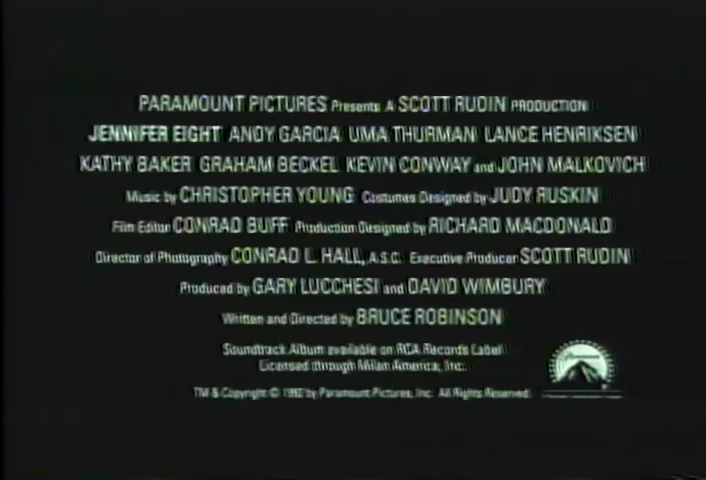 PARAMOUNT PICTURES Presents A SCOTT RUDIN PRODUCTION
JENNIFER EIGHT ANDY GARCIA UMA THURMAN LANCE HENRIKSEN
KATHY BAKER GRAHAM BECKEL KEVIN CONWAY and JOHN MALKOVICH
Music by CHRISTOPHER YOUNG Costumes Designed by JUDY RUSKIN
Film Editor CONRAD BUFF Production Designed by RICHARD MACDONALD
Director of Photography CONRAD L. HALL, A.S.C. Executive Producer SCOTT RUDIN
Produced by GARY LUCCHESI and DAVID WIMBURY
Written and Directed by BRUCE ROBINSON
Soundtrack Album available on RCA Records Label
Licensed through Milan America, Inc.
Paramount
TM & Copyright © 1992 by Paramount Pictures, Inc. All Rights Reserved.